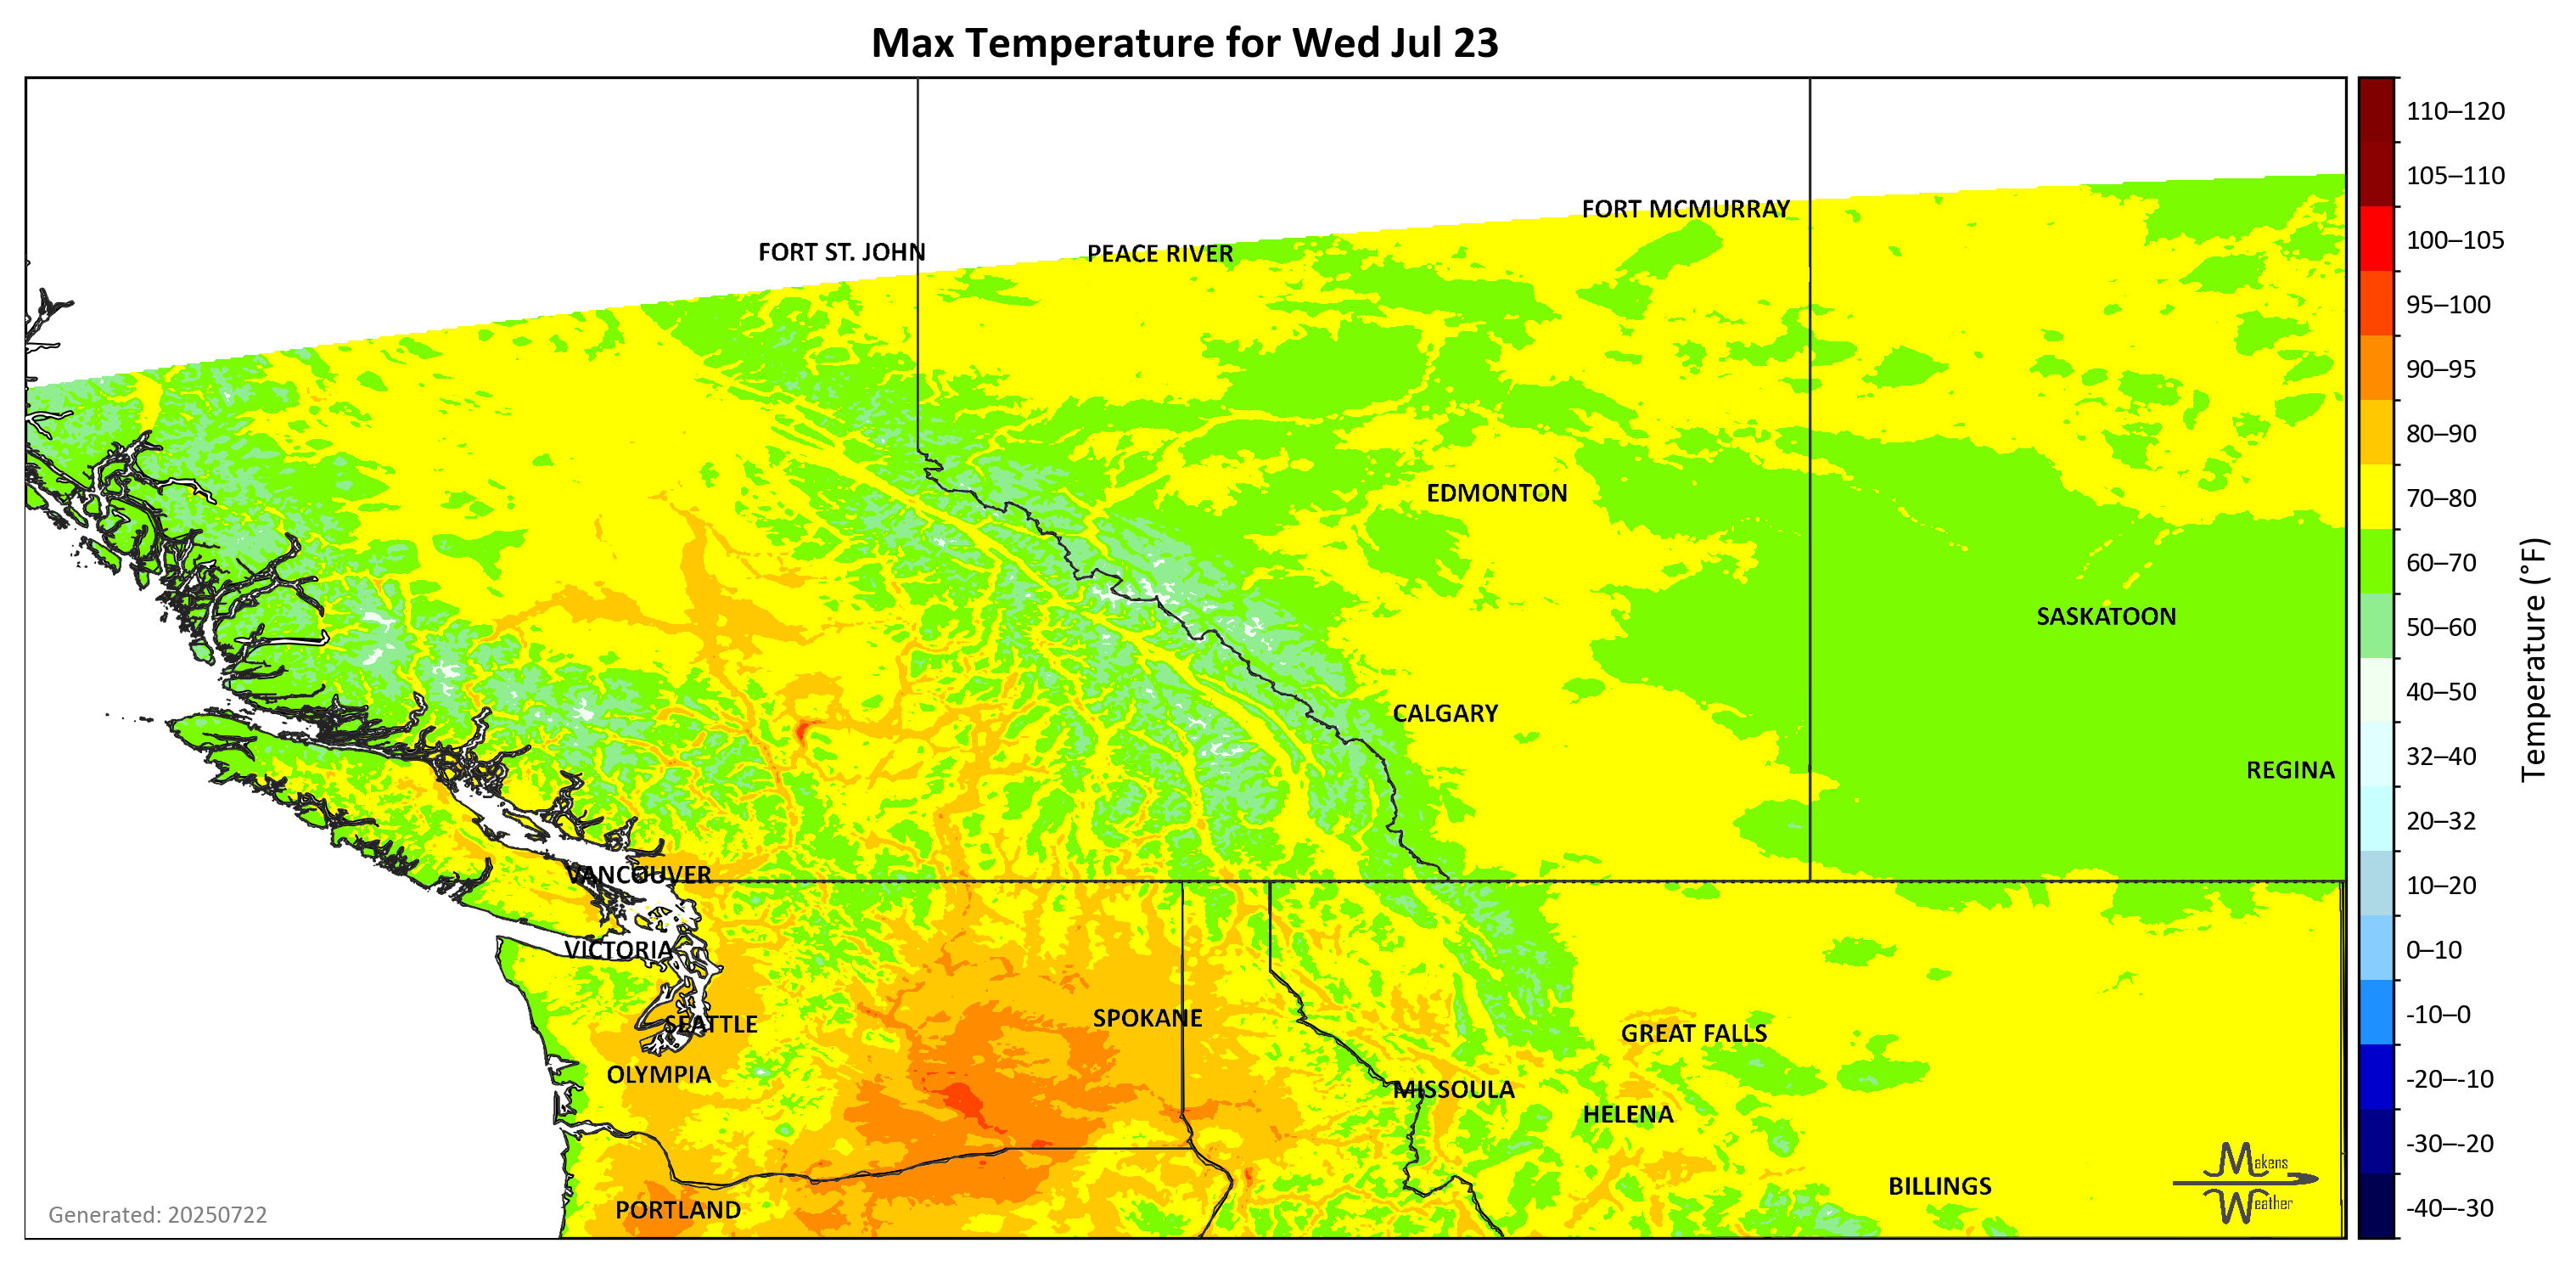 Max Temperature for Wed Jul 23
FORT MCMURRAY
FORT ST. JOHN
PEACE RIVER
EDMONTON
SASKATOON
CALGARY
REGINA
VANCOUVER
VICTORIA
SEATTLE
SPOKANE
GREAT FALLS
OLYMPIA
MISSOULA
HELENA
BILLINGS
PORTLAND
Makens
Weather
Generated: 20250722
110–120
105–110
100–105
95–100
90–95
80–90
70–80
60–70
50–60
40–50
32–40
20–32
10–20
0–10
-10–0
-20–-10
-30–-20
-40–-30
Temperature (°F)